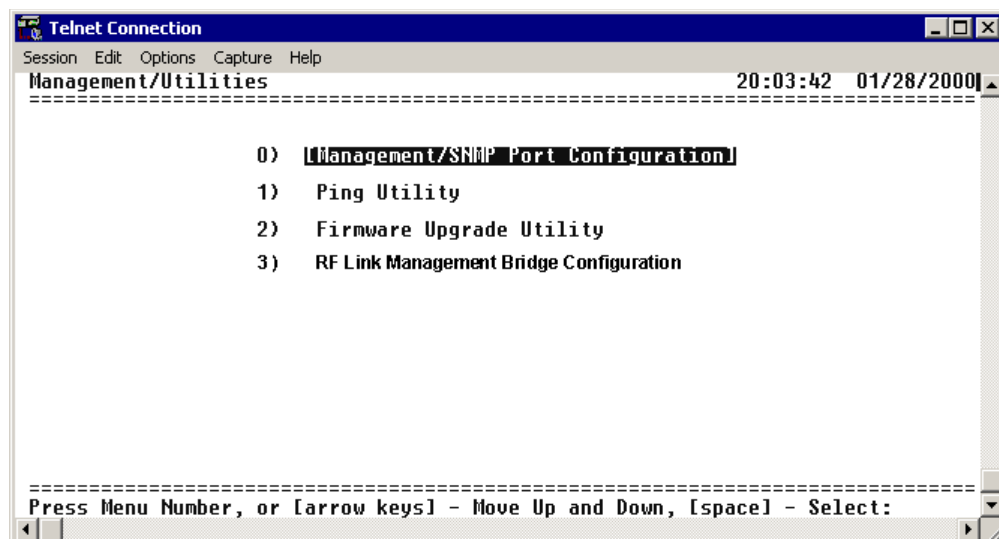 Telnet Connection
Session Edit Options Capture Help
Management/Utilities 20:03:42 01/28/2000
================================================================================
0) [Management/SNMP Port Configuration]
1) Ping Utility
2) Firmware Upgrade Utility
3) RF Link Management Bridge Configuration
================================================================================
Press Menu Number, or [arrow keys] - Move Up and Down, [space] - Select: